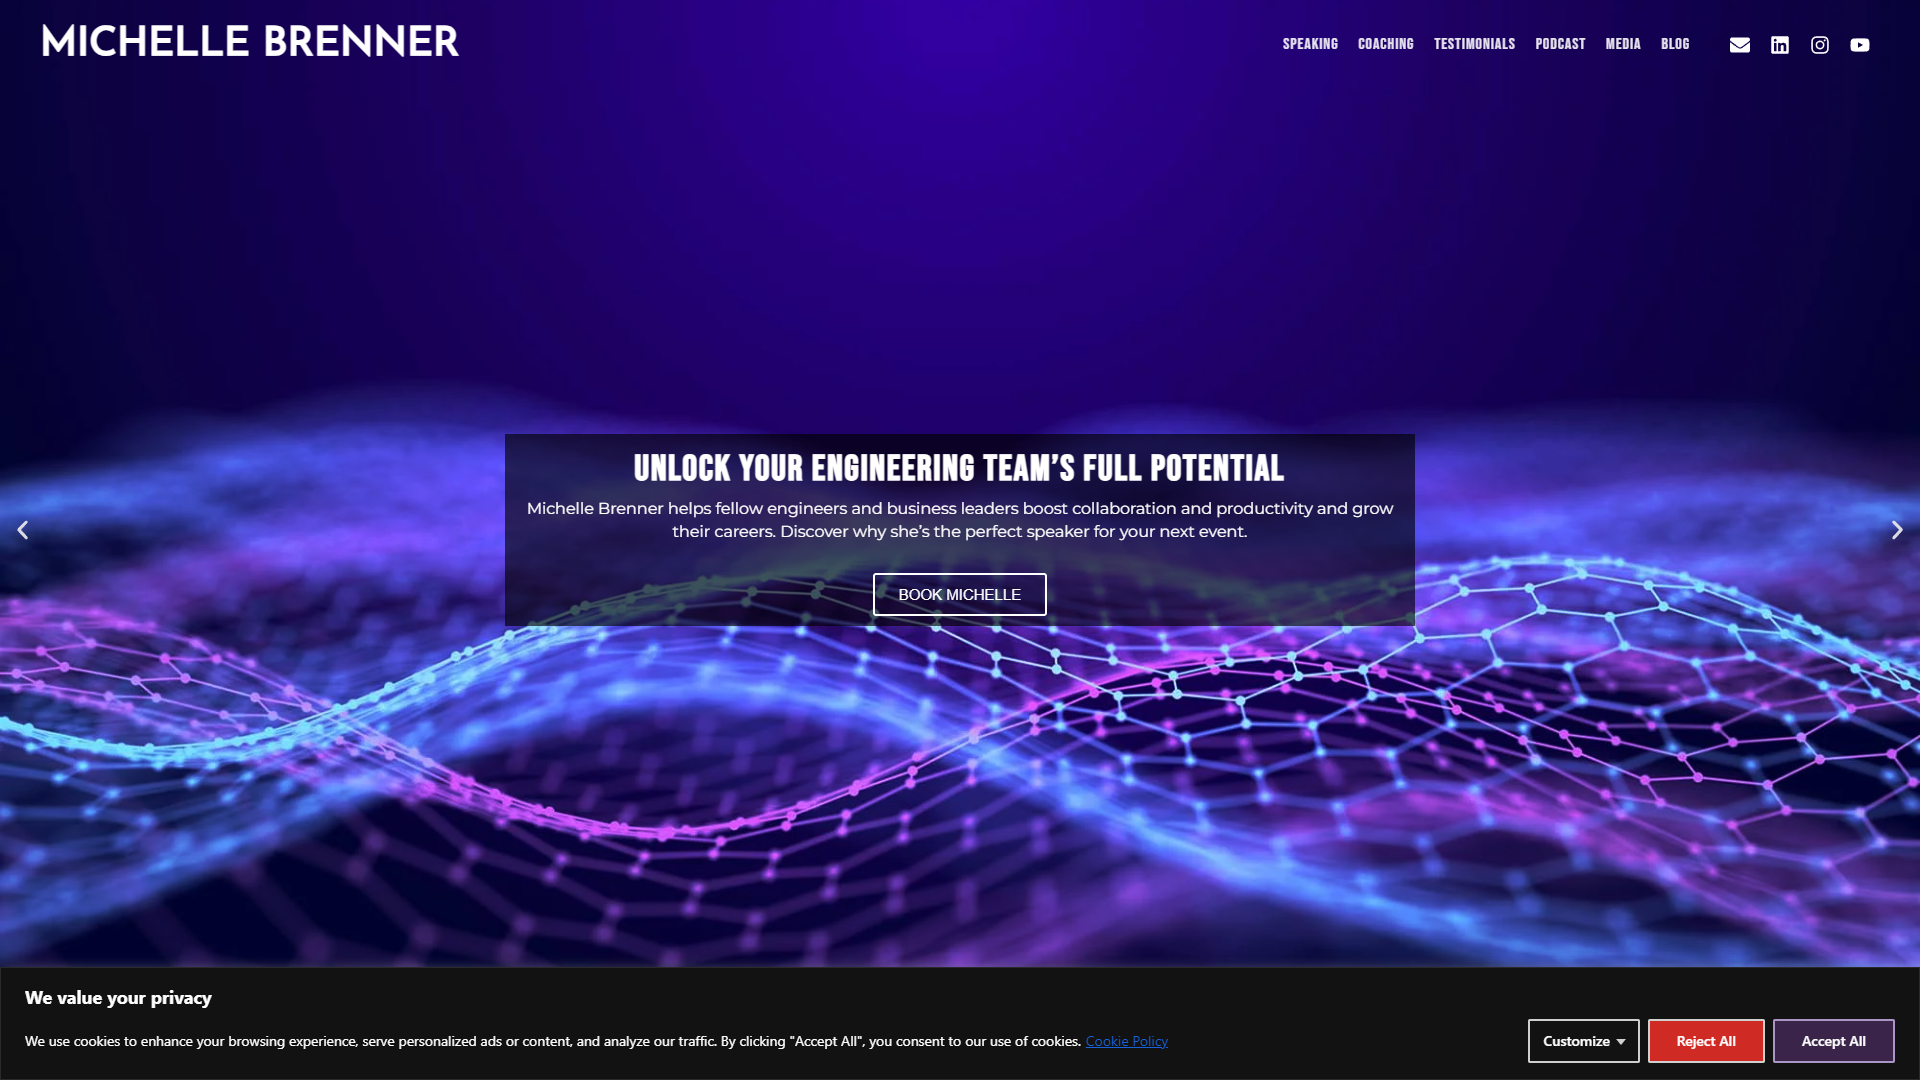 MICHELLE BRENNER
SPEAKING COACHING TESTIMONIALS PODCAST MEDIA BLOG
UNLOCK YOUR ENGINEERING TEAM’S FULL POTENTIAL
Michelle Brenner helps fellow engineers and business leaders boost collaboration and productivity and grow
their careers. Discover why she’s the perfect speaker for your next event.
BOOK MICHELLE
We value your privacy
We use cookies to enhance your browsing experience, serve personalized ads or content, and analyze our traffic. By clicking "Accept All", you consent to our use of cookies. Cookie Policy
Customize Reject All Accept All